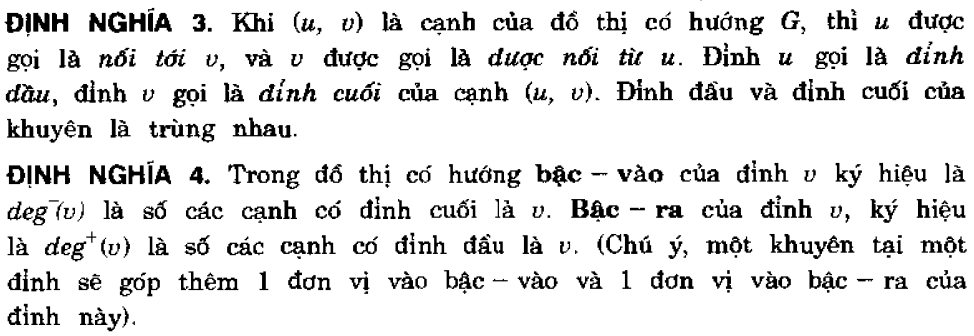 ĐỊNH NGHĨA 3. Khi (u, v) là cạnh của đồ thị có hướng G, thì u được
gọi là nối tới v, và v được gọi là được nối từ u. Đỉnh u gọi là đỉnh
đầu, đỉnh v gọi là đỉnh cuối của cạnh (u, v). Đỉnh đầu và đỉnh cuối của
khuyên là trùng nhau.
ĐỊNH NGHĨA 4. Trong đồ thị có hướng bậc – vào của đỉnh v ký hiệu là
deg⁻(v) là số các cạnh có đỉnh cuối là v. Bậc – ra của đỉnh v, ký hiệu
là deg⁺(v) là số các cạnh có đỉnh đầu là v. (Chú ý, một khuyên tại một
đỉnh sẽ góp thêm 1 đơn vị vào bậc – vào và 1 đơn vị vào bậc – ra của
đỉnh này).